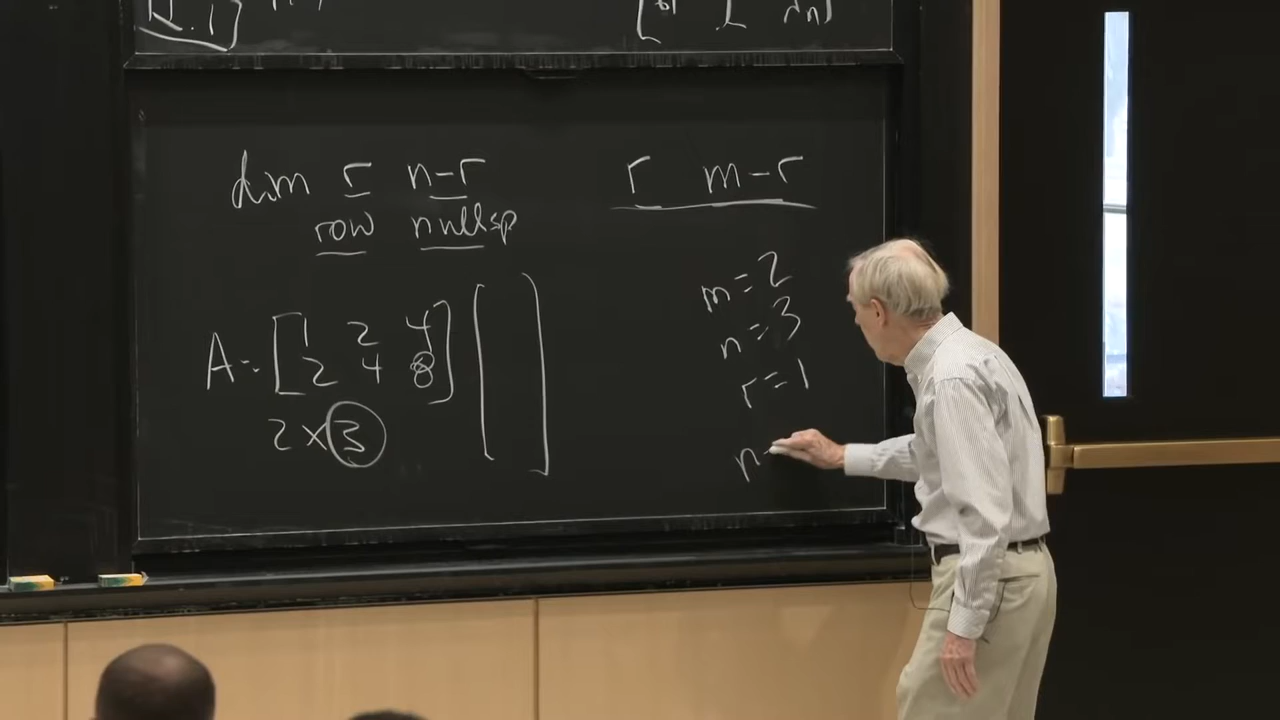 dim r n-r r m-r
row nullsp
m=2
n=3
A= [1 2 4
2 4 8]
r=1
2×3
n-